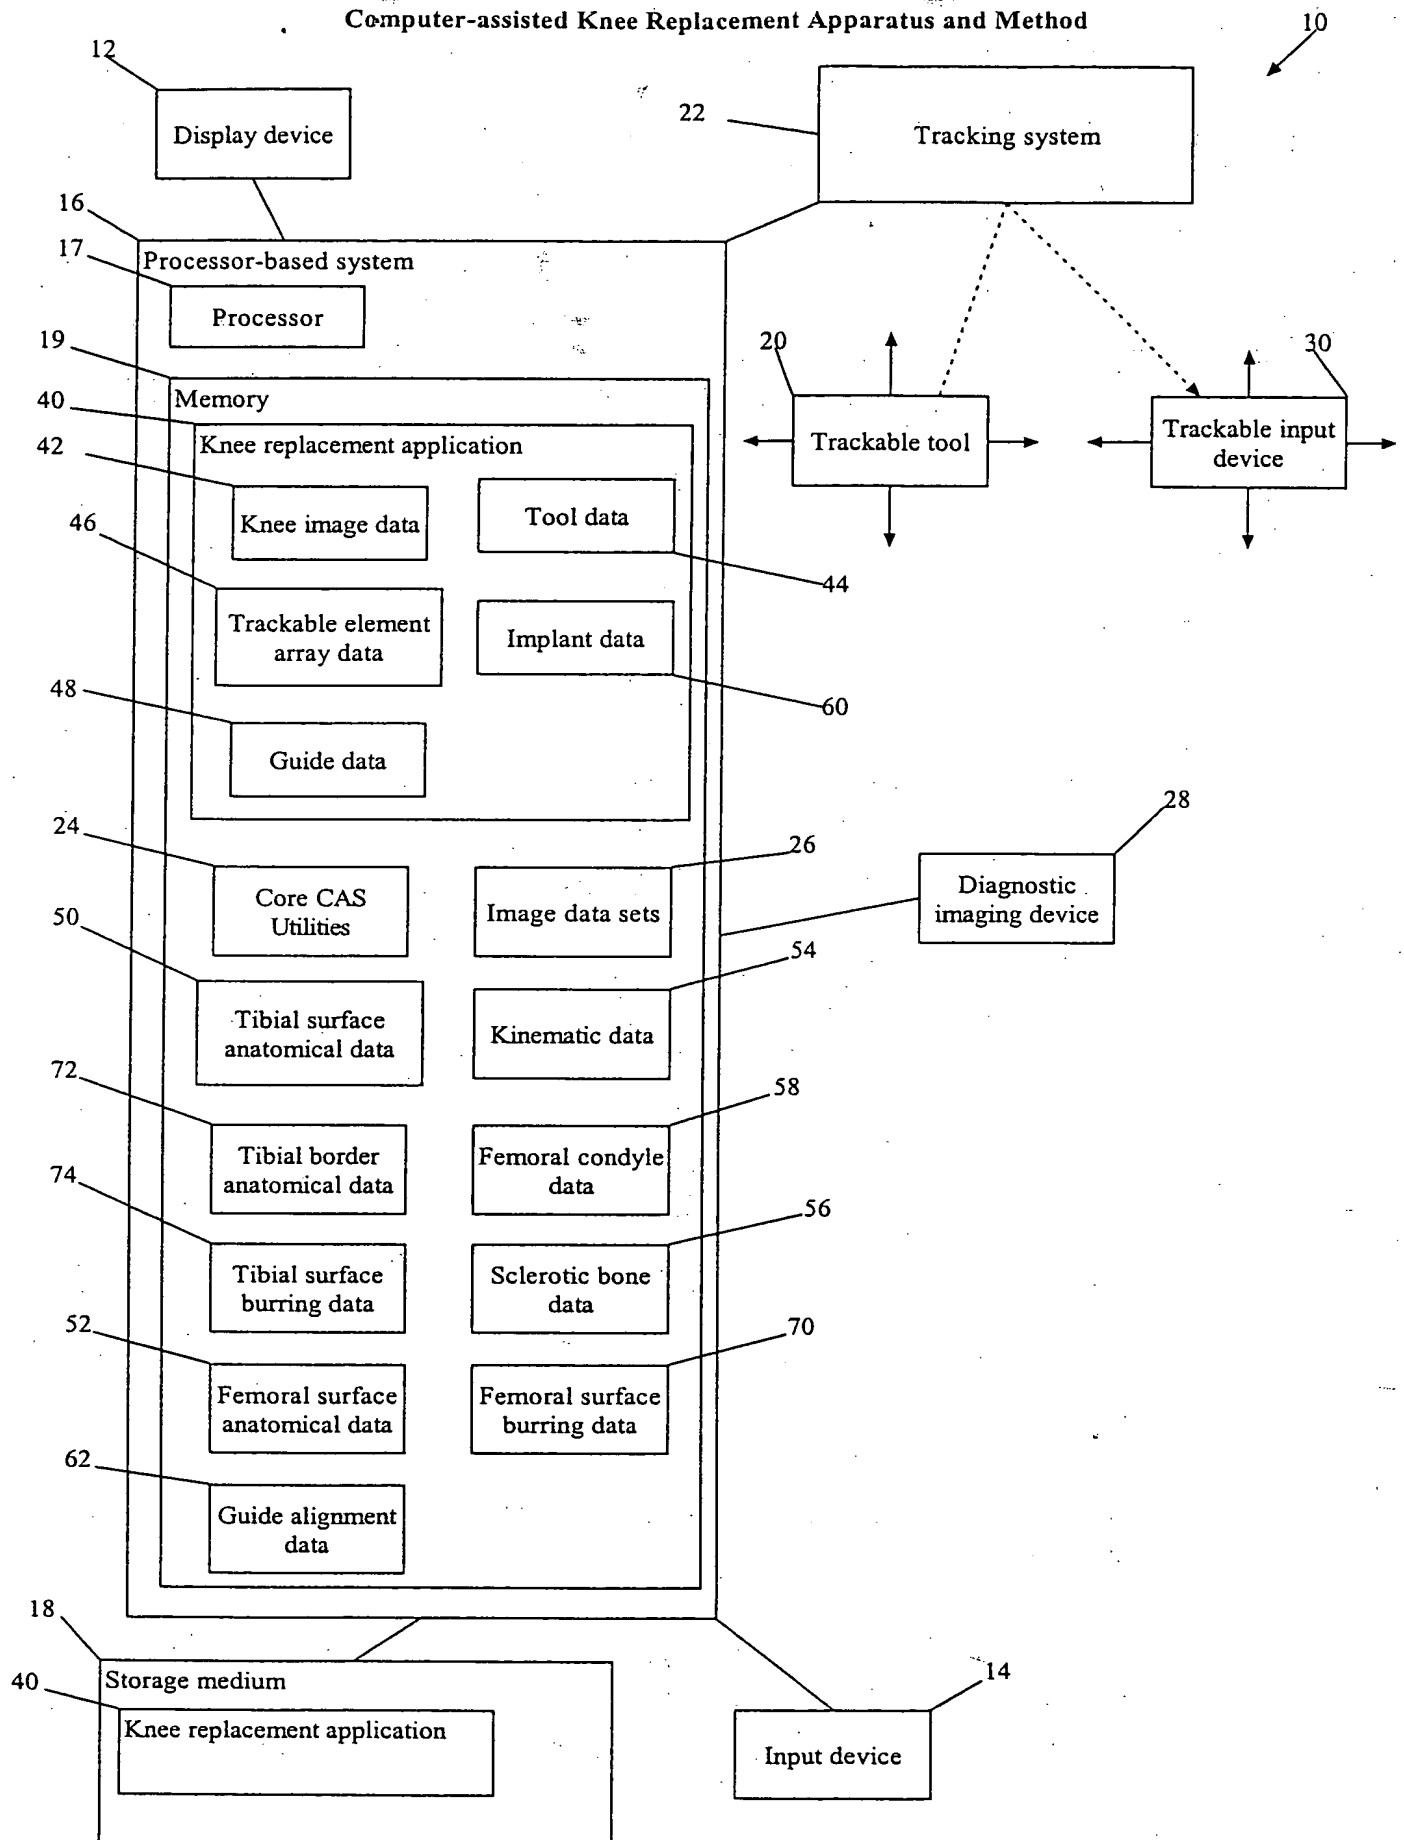 Computer-assisted Knee Replacement Apparatus and Method
10
12
Display device
22
Tracking system
16
Processor-based system
17
Processor
19
Memory
20
Trackable tool
30
Trackable input
device
40
Knee replacement application
42
Knee image data
Tool data
44
46
Trackable element
array data
Implant data
60
48
Guide data
28
Diagnostic
imaging device
24
Core CAS
Utilities
26
Image data sets
50
Tibial surface
anatomical data
54
Kinematic data
72
Tibial border
anatomical data
58
Femoral condyle
data
74
Tibial surface
burring data
56
Sclerotic bone
data
52
Femoral surface
anatomical data
70
Femoral surface
burring data
62
Guide alignment
data
18
Storage medium
40
Knee replacement application
14
Input device